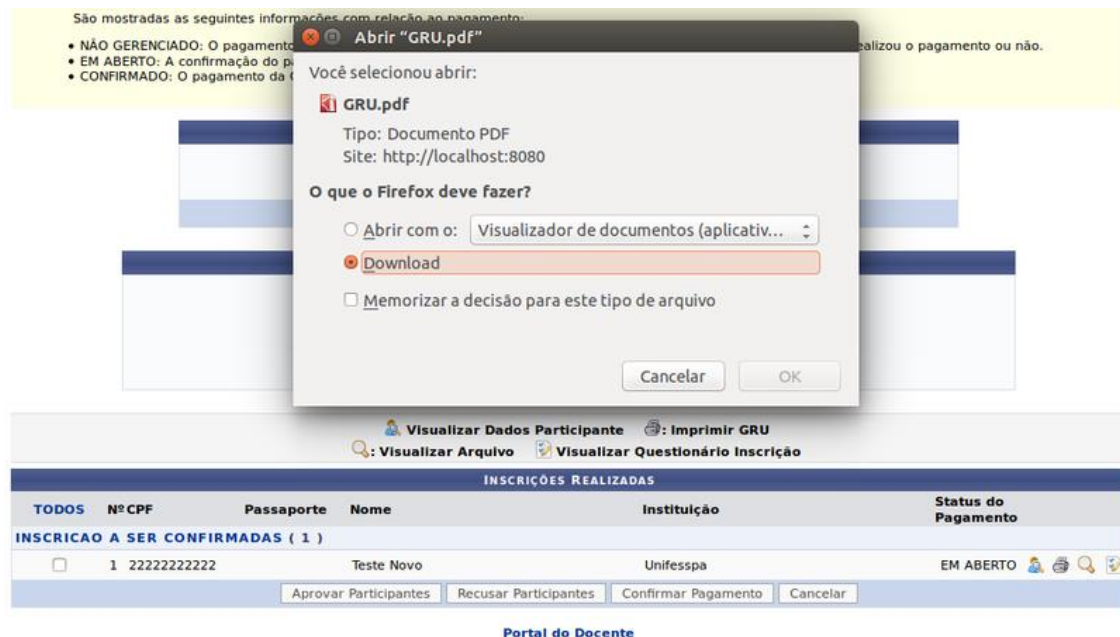 São mostradas as seguintes informações com relação ao pagamento:
• NÃO GERENCIADO: O pagamento
ealizou o pagamento ou não.
• EM ABERTO: A confirmação do pa
• CONFIRMADO: O pagamento da
Abrir “GRU.pdf”
Você selecionou abrir:
GRU.pdf
Tipo: Documento PDF
Site: http://localhost:8080
O que o Firefox deve fazer?
Abrir com o: Visualizador de documentos (aplicativ...
Download
Memorizar a decisão para este tipo de arquivo
Cancelar OK
Visualizar Dados Participante : Imprimir GRU
: Visualizar Arquivo Visualizar Questionário Inscrição
INSCRIÇÕES REALIZADAS
TODOS Nº CPF Passaporte Nome Instituição Status do Pagamento
INSCRICAO A SER CONFIRMADAS ( 1 )
1 22222222222 Teste Novo Unifesspa EM ABERTO
Aprovar Participantes Recusar Participantes Confirmar Pagamento Cancelar
Portal do Docente